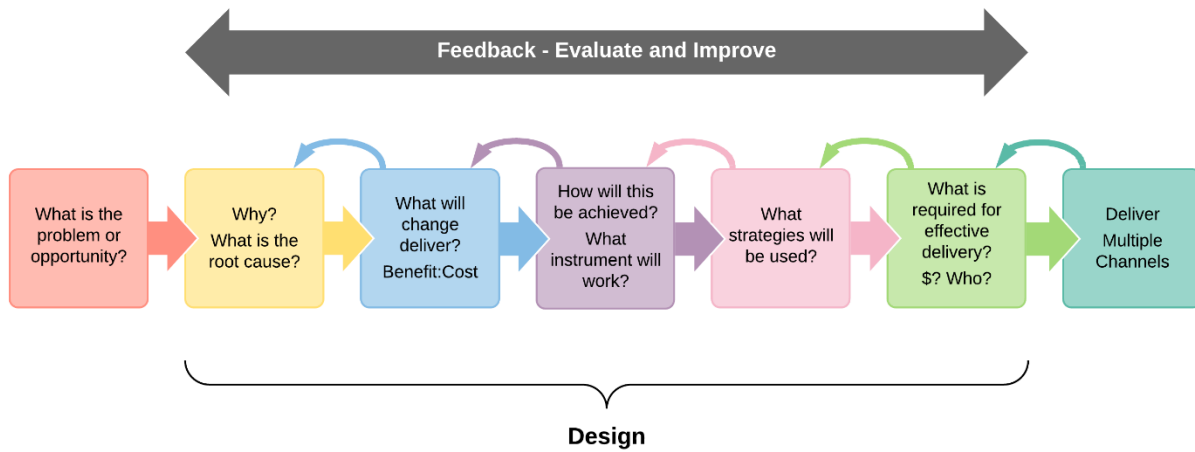 Feedback - Evaluate and Improve
What is the
problem or
opportunity?
Why?
What is the
root cause?
What will
change
deliver?
Benefit:Cost
How will this
be achieved?
What
instrument will
work?
What
strategies will
be used?
What is
required for
effective
delivery?
$? Who?
Deliver
Multiple
Channels
Design